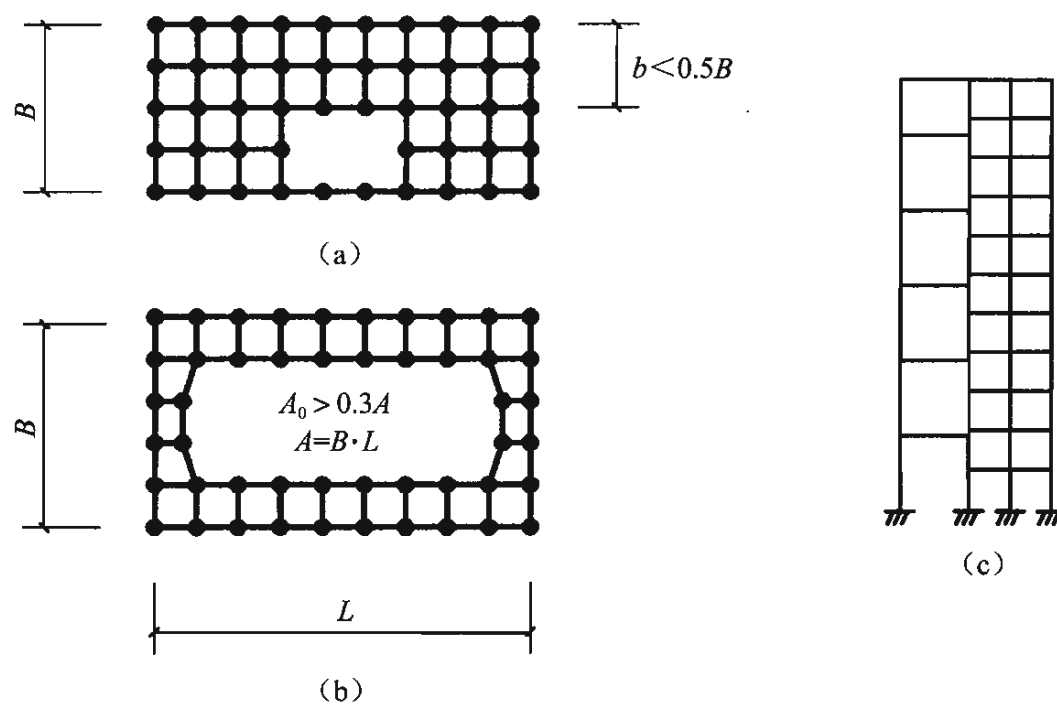 B
b<0.5B
（a）
B
A₀>0.3A
A=B·L
L
（b）
（c）